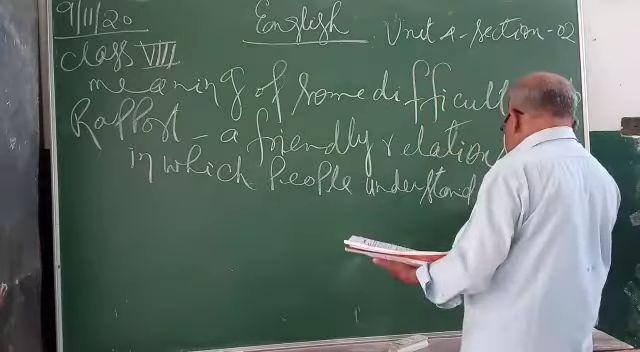 9/11/20
English
Unit 4-section-02
Class VIII
meaning of some difficult
Rapport - a friendly relation
in which people understand